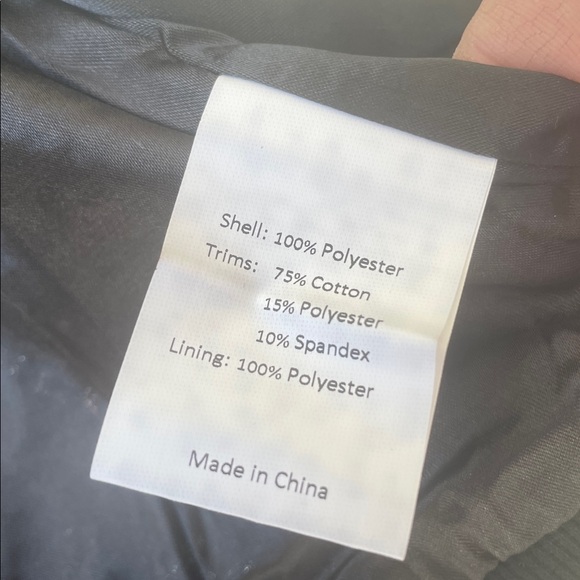 Shell: 100% Polyester
Trims: 75% Cotton
15% Polyester
10% Spandex
Lining: 100% Polyester
Made in China